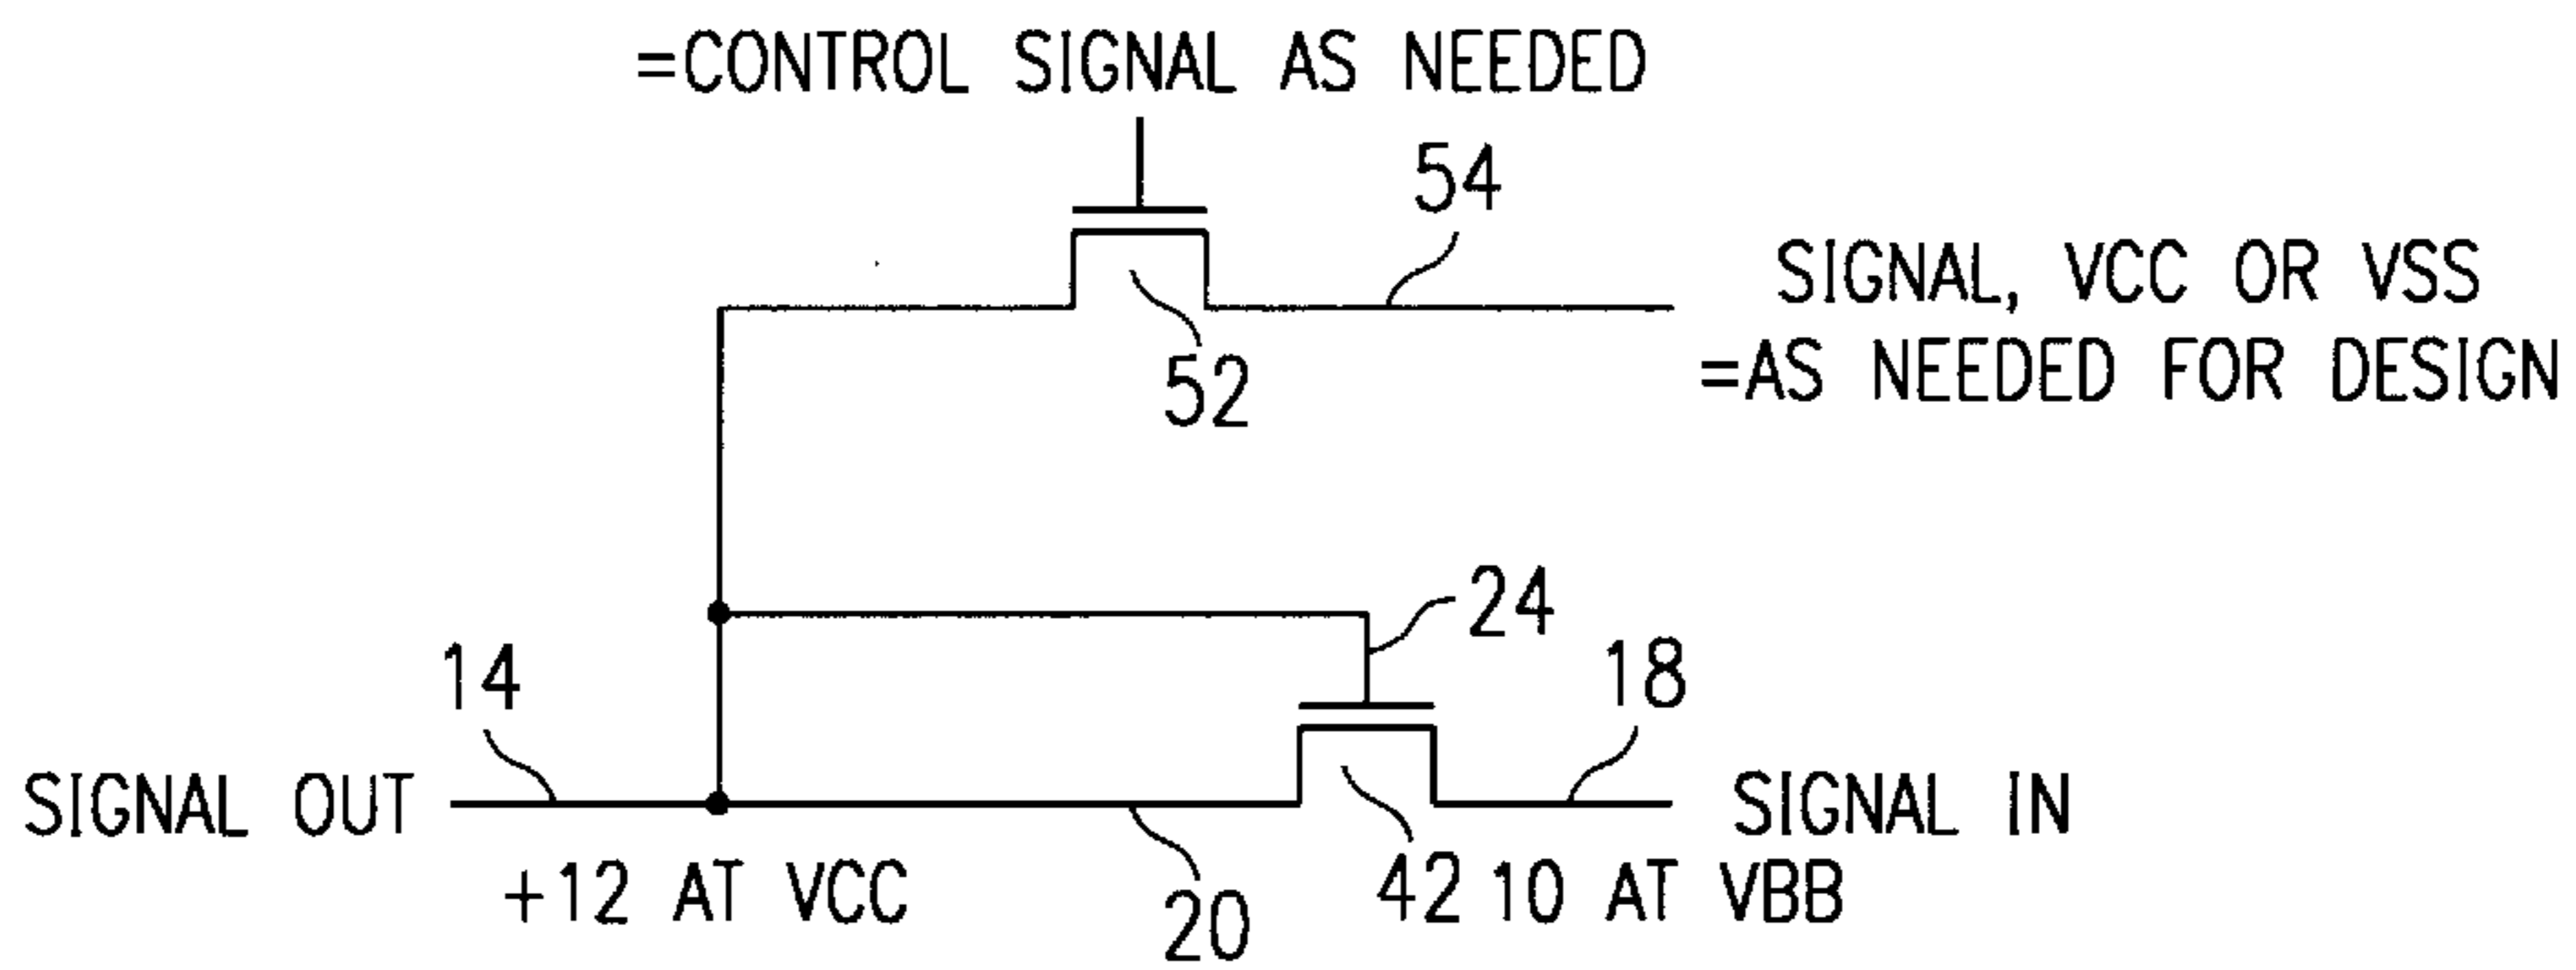 =CONTROL SIGNAL AS NEEDED
54
SIGNAL, VCC OR VSS
=AS NEEDED FOR DESIGN
52
24
14
18
SIGNAL OUT
SIGNAL IN
+12 AT VCC
20
42
10 AT VBB